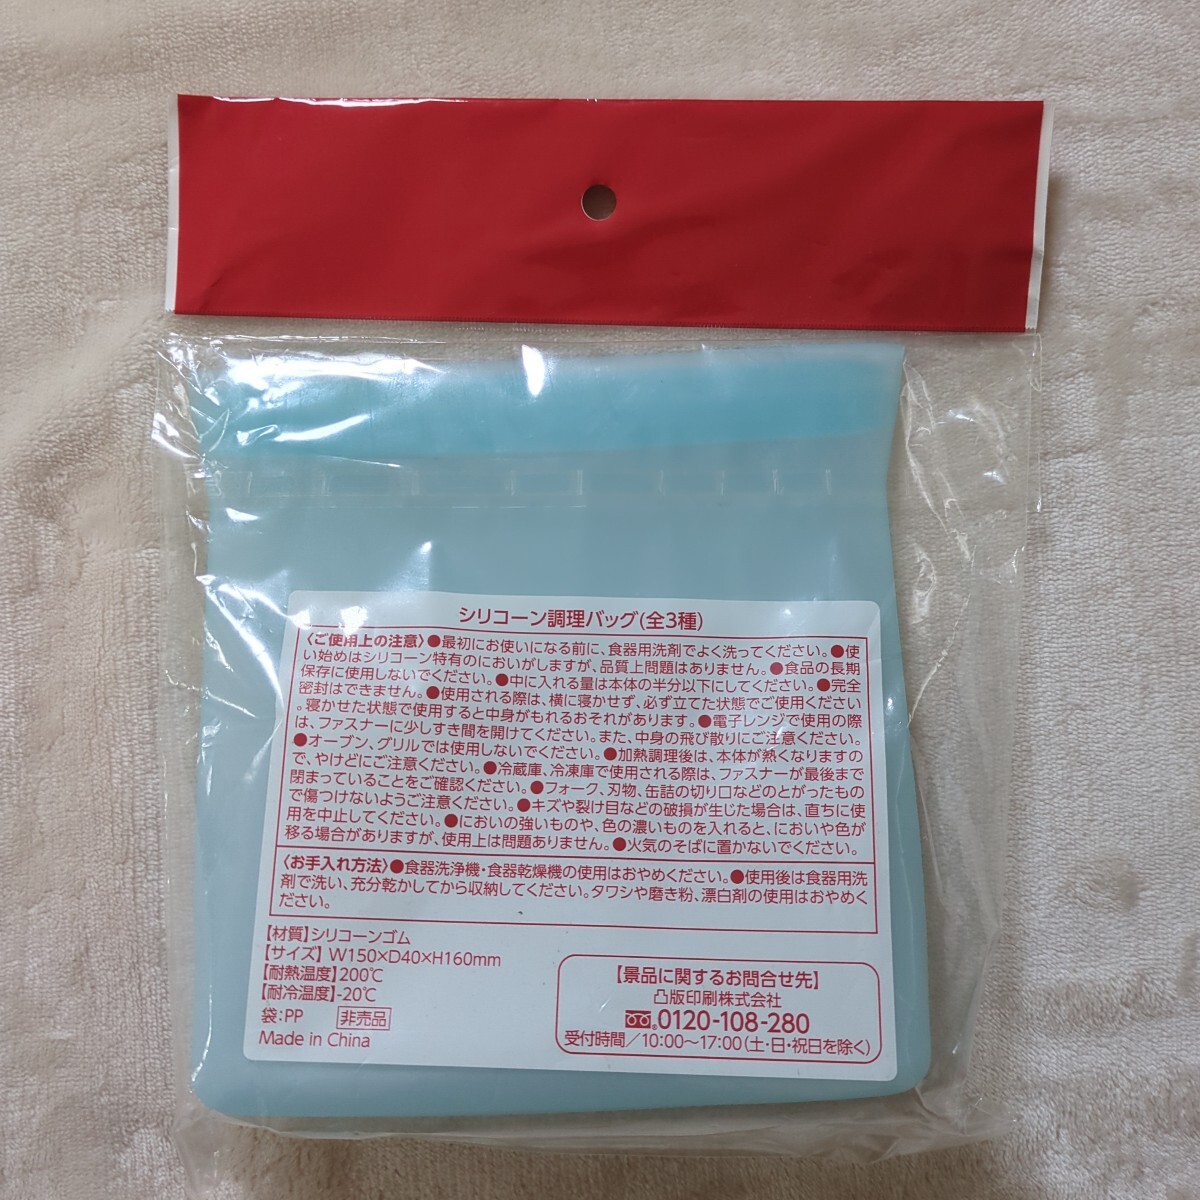 シリコーン調理バッグ(全3種)
〈ご使用上の注意〉●最初にお使いになる前に、食器用洗剤でよく洗ってください。●使
い始めはシリコーン特有のにおいがしますが、品質上問題はありません。●食品の長期
保存に使用しないでください。●中に入れる量は本体の半分以下にしてください。●完全
密封はできません。●使用される際は、横に寝かせず、必ず立てた状態でご使用ください
。寝かせた状態で使用すると中身がもれるおそれがあります。●電子レンジで使用の際
は、ファスナーに少しすき間を開けてください。また、中身の飛び散りにご注意ください。
●オーブン、グリルでは使用しないでください。●加熱調理後は、本体が熱くなりますの
で、やけどにご注意ください。●冷蔵庫、冷凍庫で使用される際は、ファスナーが最後まで
閉まっていることをご確認ください。●フォーク、刃物、缶詰の切り口などのとがったもの
で傷つけないようご注意ください。●キズや裂け目などの破損が生じた場合は、直ちに使
用を中止してください。●においの強いものや、色の濃いものを入れると、においや色が
移る場合がありますが、使用上は問題ありません。●火気のそばに置かないでください。
〈お手入れ方法〉●食器洗浄機・食器乾燥機の使用はおやめください。●使用後は食器用洗
剤で洗い、充分乾かしてから収納してください。タワシや磨き粉、漂白剤の使用はおやめく
ださい。
【材質】シリコーンゴム
【サイズ】W150×D40×H160mm
【耐熱温度】200℃
【耐冷温度】-20℃
袋:PP 非売品
Made in China
【景品に関するお問合せ先】
凸版印刷株式会社
0120-108-280
受付時間/10:00〜17:00(土・日・祝日を除く)